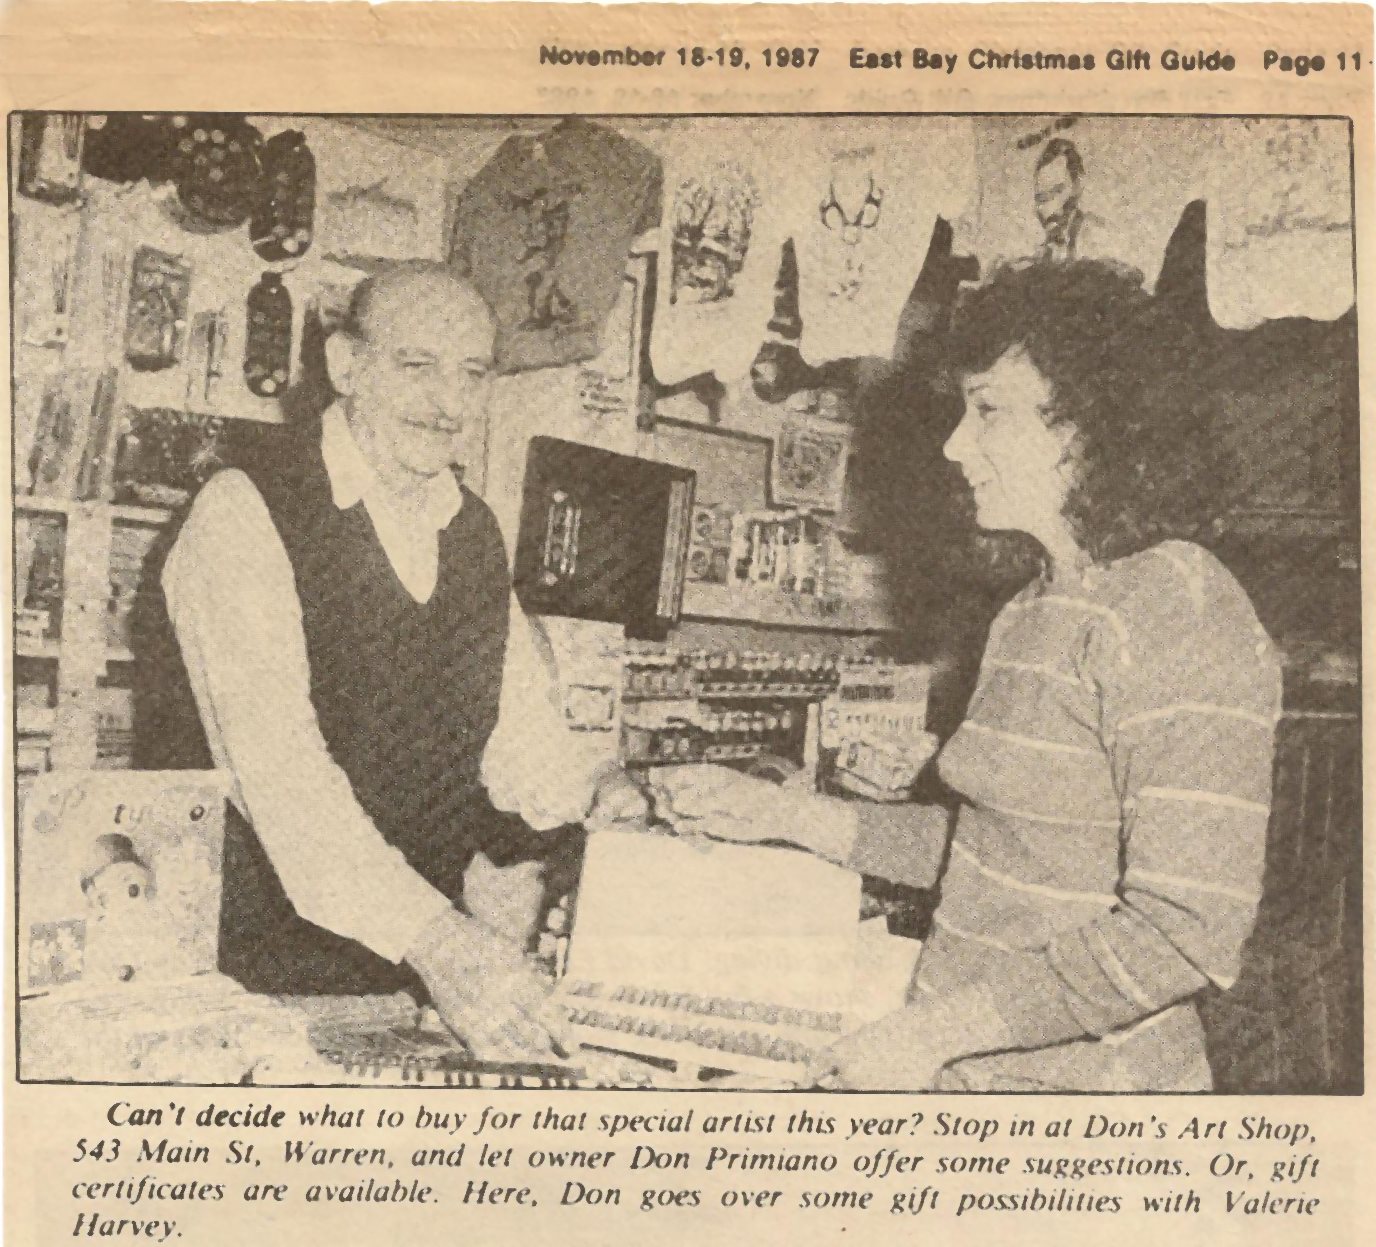 November 18-19, 1987 East Bay Christmas Gift Guide Page 11
Can't decide what to buy for that special artist this year? Stop in at Don's Art Shop,
543 Main St, Warren, and let owner Don Primiano offer some suggestions. Or, gift
certificates are available. Here, Don goes over some gift possibilities with Valerie
Harvey.